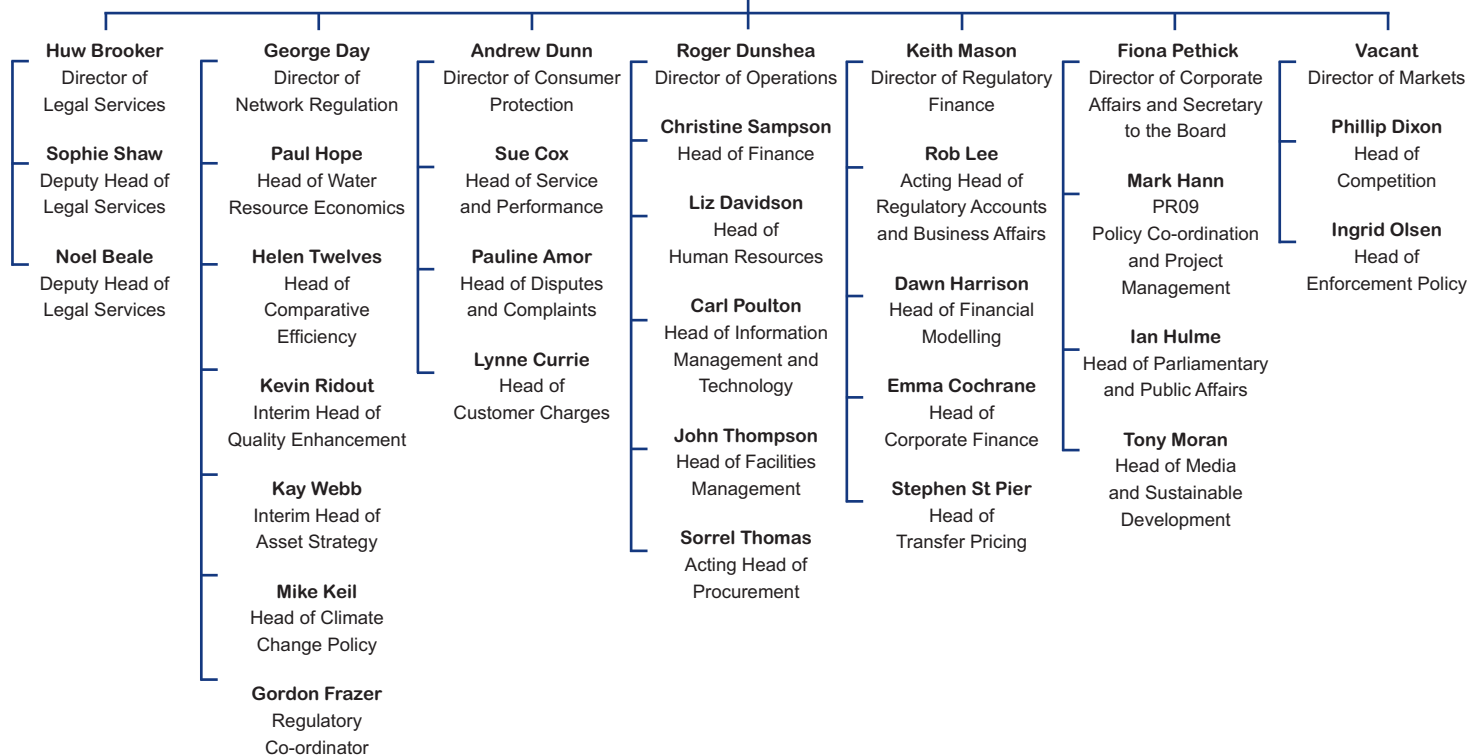 Huw Brooker
Director of
Legal Services
Sophie Shaw
Deputy Head of
Legal Services
Noel Beale
Deputy Head of
Legal Services
George Day
Director of
Network Regulation
Paul Hope
Head of Water
Resource Economics
Helen Twelves
Head of
Comparative
Efficiency
Kevin Ridout
Interim Head of
Quality Enhancement
Kay Webb
Interim Head of
Asset Strategy
Mike Keil
Head of Climate
Change Policy
Gordon Frazer
Regulatory
Co-ordinator
Andrew Dunn
Director of Consumer
Protection
Sue Cox
Head of Service
and Performance
Pauline Amor
Head of Disputes
and Complaints
Lynne Currie
Head of
Customer Charges
Roger Dunshea
Director of Operations
Christine Sampson
Head of Finance
Liz Davidson
Head of
Human Resources
Carl Poulton
Head of Information
Management and
Technology
John Thompson
Head of Facilities
Management
Sorrel Thomas
Acting Head of
Procurement
Keith Mason
Director of Regulatory
Finance
Rob Lee
Acting Head of
Regulatory Accounts
and Business Affairs
Dawn Harrison
Head of Financial
Modelling
Emma Cochrane
Head of
Corporate Finance
Stephen St Pier
Head of
Transfer Pricing
Fiona Pethick
Director of Corporate
Affairs and Secretary
to the Board
Mark Hann
PR09
Policy Co-ordination
and Project
Management
Ian Hulme
Head of Parliamentary
and Public Affairs
Tony Moran
Head of Media
and Sustainable
Development
Vacant
Director of Markets
Phillip Dixon
Head of
Competition
Ingrid Olsen
Head of
Enforcement Policy